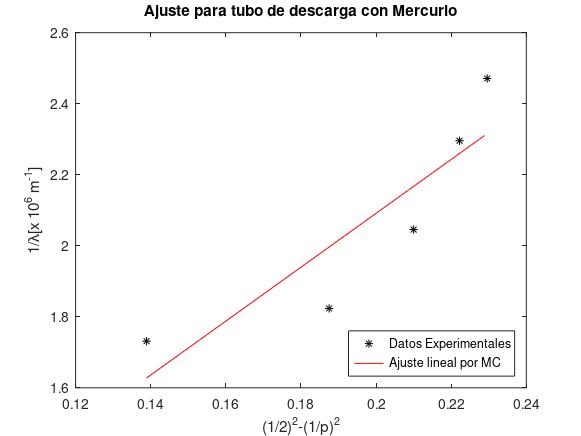 Ajuste para tubo de descarga con Mercurio
2.6
2.4
2.2
2
1.8
1.6
1/λ[x 10^6 m^-1]
Datos Experimentales
Ajuste lineal por MC
0.12 0.14 0.16 0.18 0.2 0.22 0.24
(1/2)^2-(1/p)^2